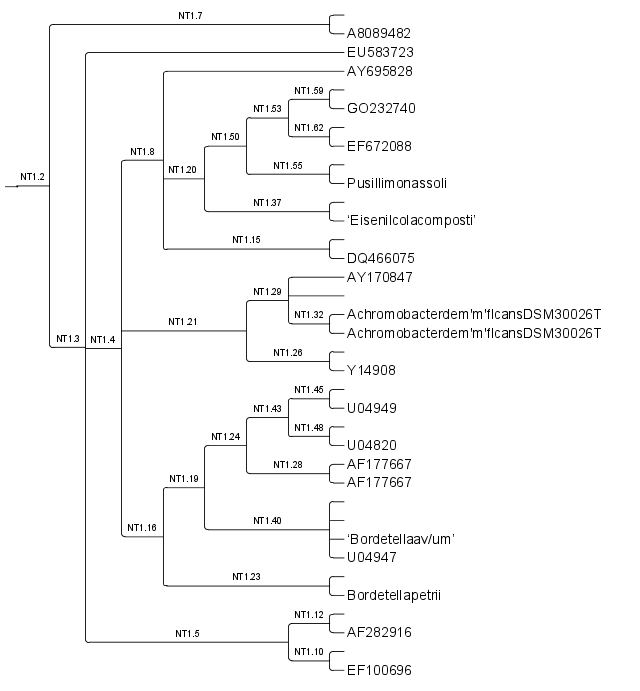 NT1.7
A8089482
EU583723
AY695828
NT1.59
GO232740
NT1.53
NT1.62
NT1.50
EF672088
NT1.8
NT1.20
NT1.55
Pusillimonassoli
NT1.2
NT1.37
‘Eisenilcolacomposti’
NT1.15
DQ466075
AY170847
NT1.29
NT1.32
Achromobacterdem'm'flcansDSM30026T
NT1.21
Achromobacterdem'm'flcansDSM30026T
NT1.3
NT1.4
NT1.26
Y14908
NT1.45
U04949
NT1.43
NT1.48
NT1.24
U04820
NT1.28
AF177667
AF177667
NT1.19
NT1.40
NT1.16
‘Bordetellaav/um’
U04947
NT1.23
Bordetellapetrii
NT1.12
NT1.5
AF282916
NT1.10
EF100696